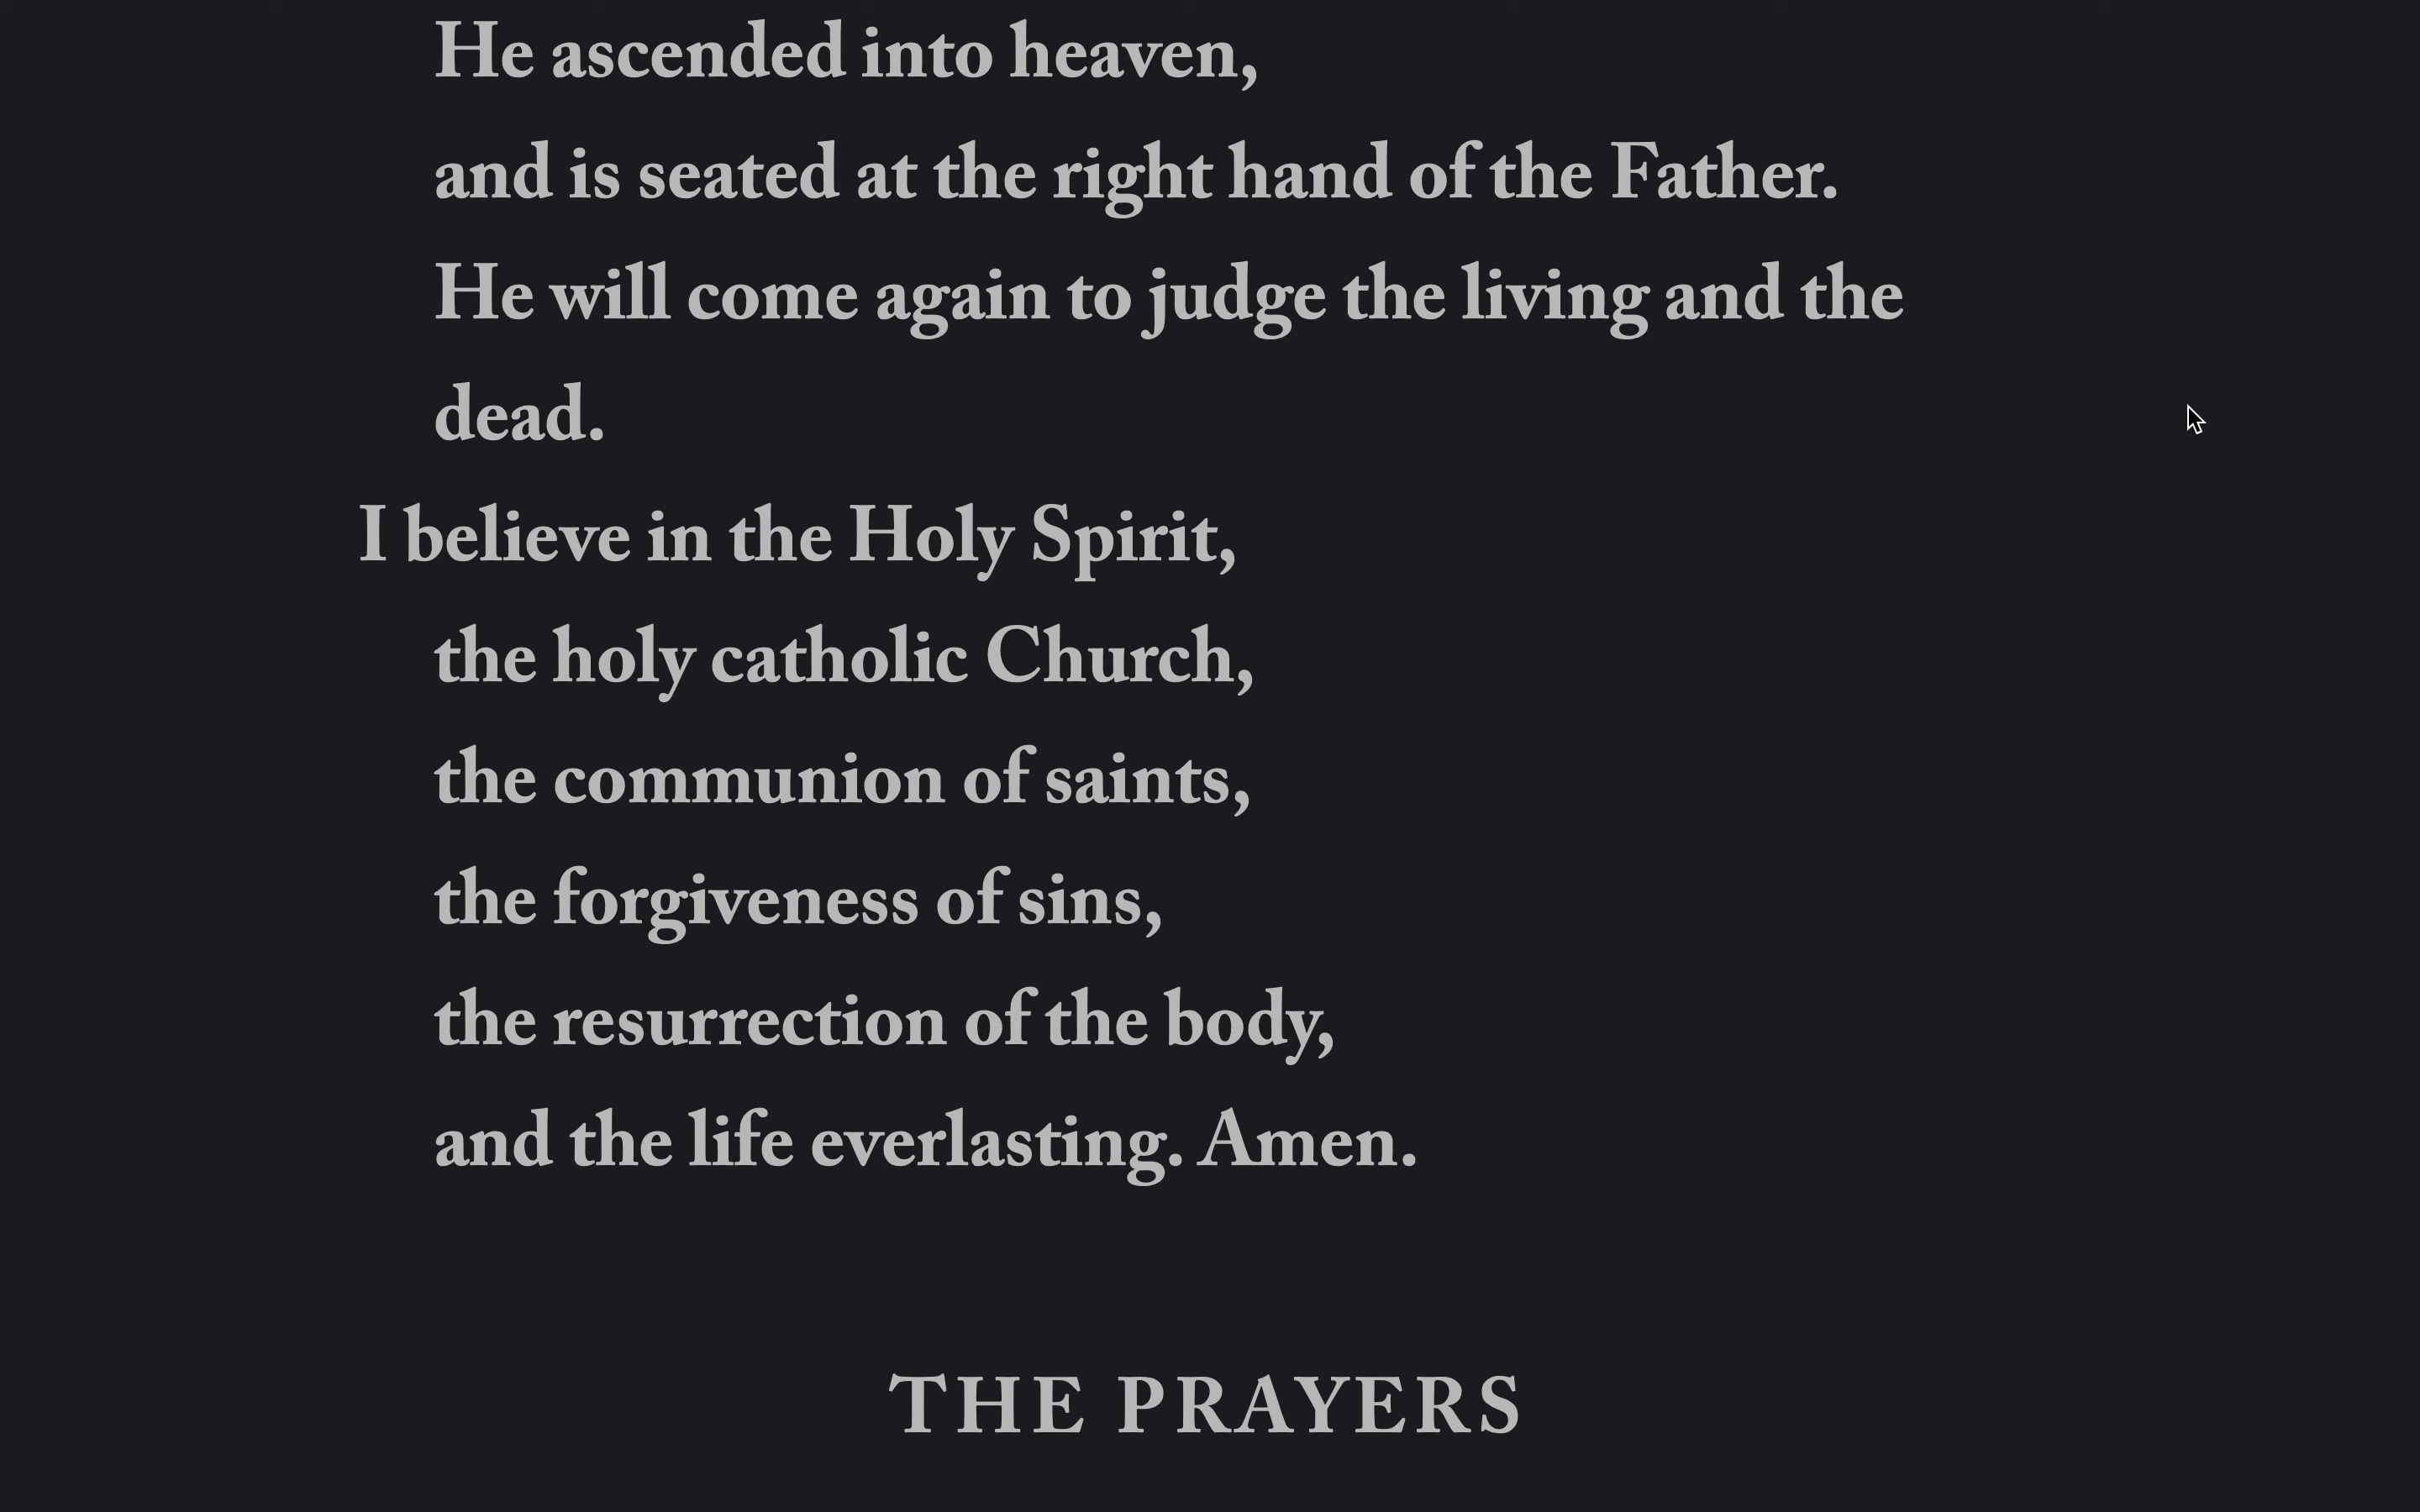 He ascended into heaven,
and is seated at the right hand of the Father.
He will come again to judge the living and the
dead.
I believe in the Holy Spirit,
the holy catholic Church,
the communion of saints,
the forgiveness of sins,
the resurrection of the body,
and the life everlasting. Amen.
THE PRAYERS